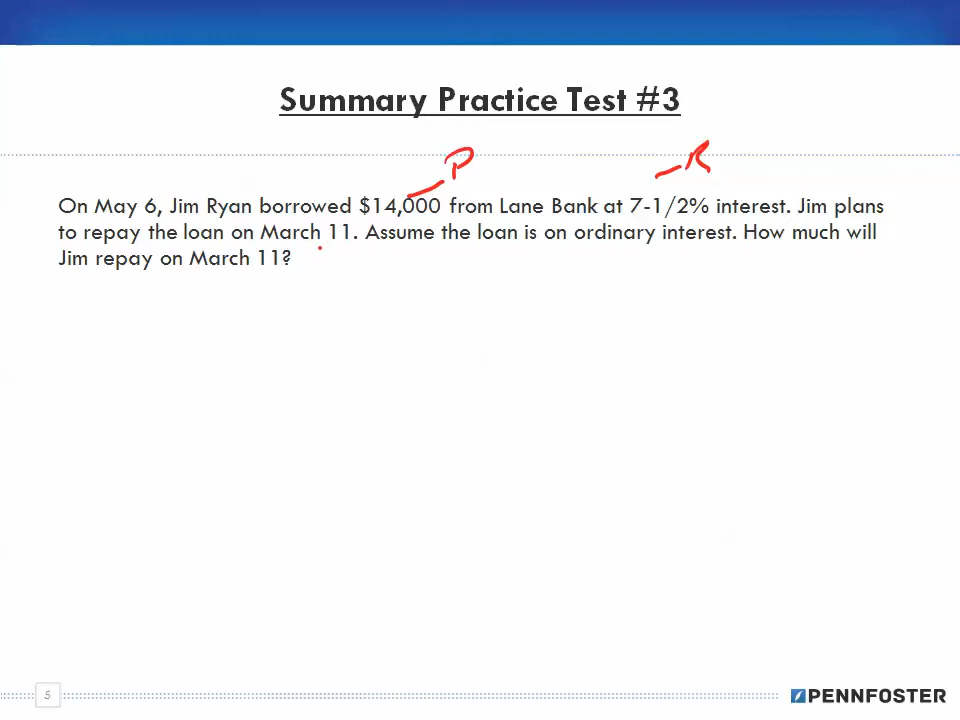 Summary Practice Test #3
P
R
On May 6, Jim Ryan borrowed $14,000 from Lane Bank at 7-1/2% interest. Jim plans
to repay the loan on March 11. Assume the loan is on ordinary interest. How much will
Jim repay on March 11?
5
PENNFOSTER